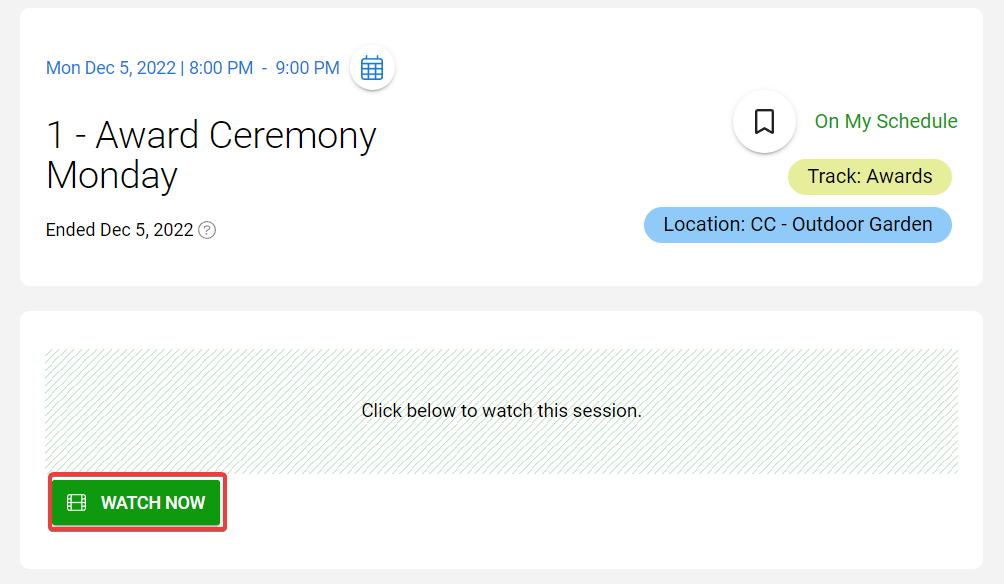 Mon Dec 5, 2022 | 8:00 PM - 9:00 PM
1 - Award Ceremony
Monday
Ended Dec 5, 2022 ?
On My Schedule
Track: Awards
Location: CC - Outdoor Garden
Click below to watch this session.
WATCH NOW